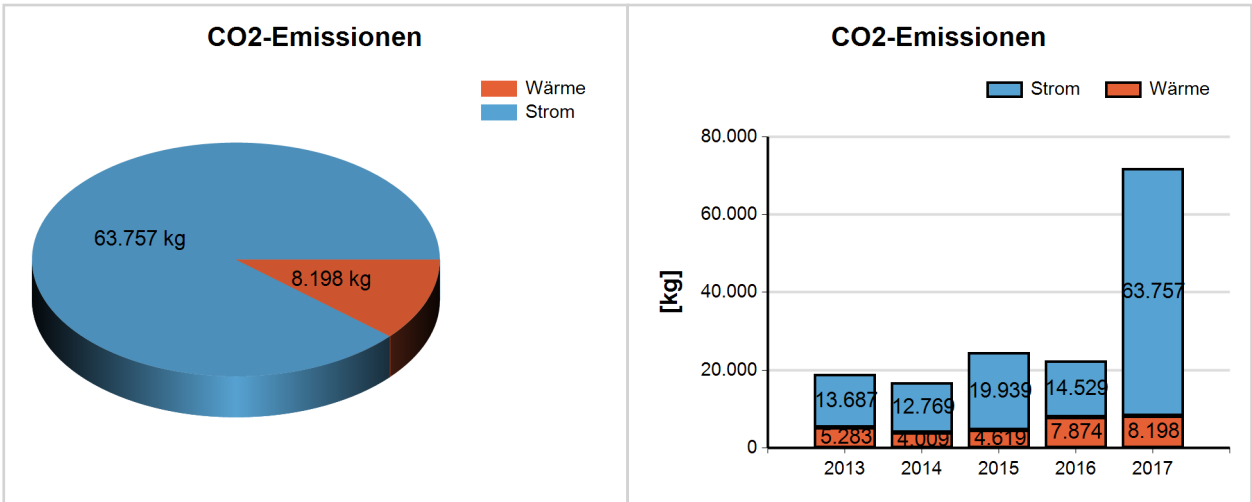 CO2-Emissionen
Wärme
Strom
63.757 kg
8.198 kg
CO2-Emissionen
Strom
Wärme
80.000
60.000
[kg]
40.000
20.000
0
63.757
13.687
12.769
19.939
14.529
5.283
4.009
4.619
7.874
8.198
2013
2014
2015
2016
2017